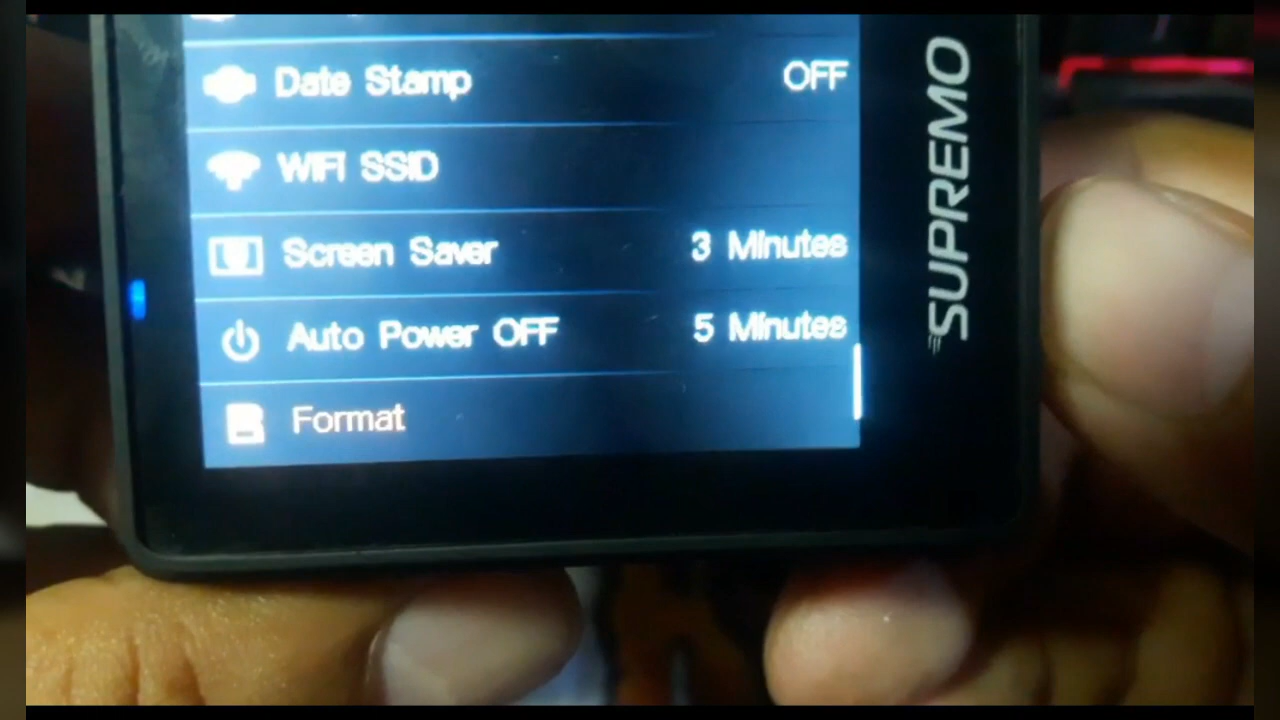 Date Stamp OFF
WiFi SSID
Screen Saver 3 Minutes
Auto Power OFF 5 Minutes
Format
SUPREMO